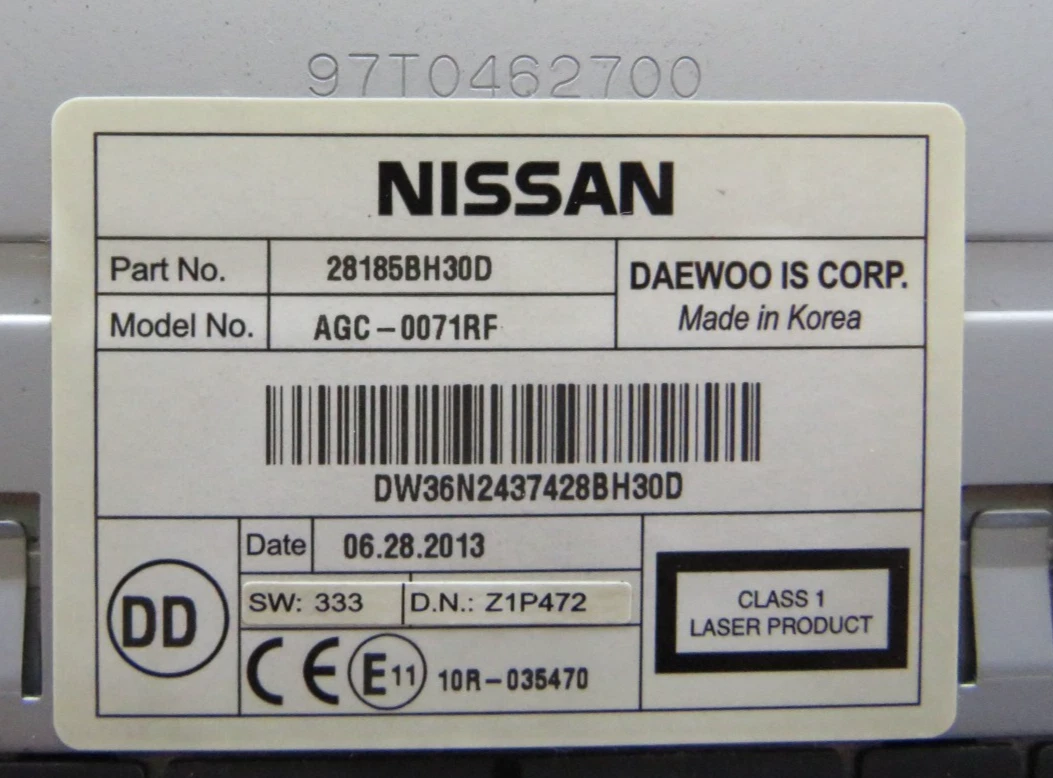 97T0462700
NISSAN
Part No. 28185BH30D
Model No. AGC-0071RF
DAEWOO IS CORP.
Made in Korea
DW36N2437428BH30D
DD
Date 06.28.2013
SW: 333 D.N.: Z1P472
CE E11 10R-035470
CLASS 1
LASER PRODUCT